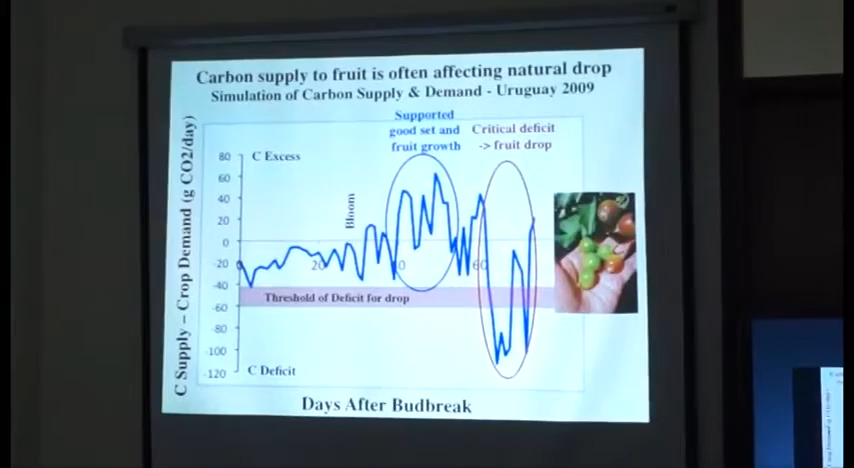 Carbon supply to fruit is often affecting natural drop
Simulation of Carbon Supply & Demand - Uruguay 2009
C Supply – Crop Demand (g CO2/day)
Supported
good set and
fruit growth
Critical deficit
-> fruit drop
C Excess
Bloom
80
60
40
20
0
-20
-40
-60
-80
-100
-120
20
0
60
Threshold of Deficit for drop
C Deficit
Days After Budbreak